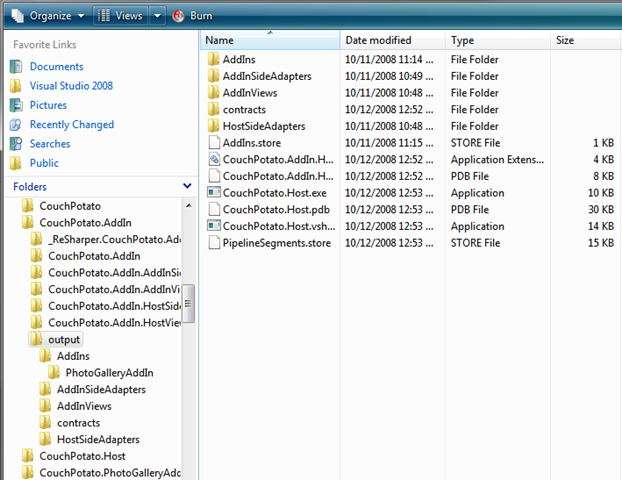 Organize Views Burn
Favorite Links
Documents
Visual Studio 2008
Pictures
Recently Changed
Searches
Public
Folders
CouchPotato
CouchPotato.AddIn
_ReSharper.CouchPotato.Ad
CouchPotato.AddIn
CouchPotato.AddIn.AddInSi
CouchPotato.AddIn.AddInVi
CouchPotato.AddIn.HostSid
CouchPotato.AddIn.HostVie
output
AddIns
PhotoGalleryAddIn
AddInSideAdapters
AddInViews
contracts
HostSideAdapters
CouchPotato.Host
CouchPotato.PhotoGalleryAdd
Name Date modified Type Size
AddIns 10/11/2008 11:14 ... File Folder
AddInSideAdapters 10/11/2008 10:49 ... File Folder
AddInViews 10/11/2008 10:48 ... File Folder
contracts 10/12/2008 12:52 ... File Folder
HostSideAdapters 10/11/2008 10:48 ... File Folder
AddIns.store 10/11/2008 11:15 ... STORE File 1 KB
CouchPotato.AddIn.H... 10/12/2008 12:52 ... Application Extens... 4 KB
CouchPotato.AddIn.H... 10/12/2008 12:52 ... PDB File 8 KB
CouchPotato.Host.exe 10/12/2008 12:53 ... Application 10 KB
CouchPotato.Host.pdb 10/12/2008 12:53 ... PDB File 30 KB
CouchPotato.Host.vsh... 10/12/2008 12:53 ... Application 14 KB
PipelineSegments.store 10/12/2008 12:53 ... STORE File 15 KB